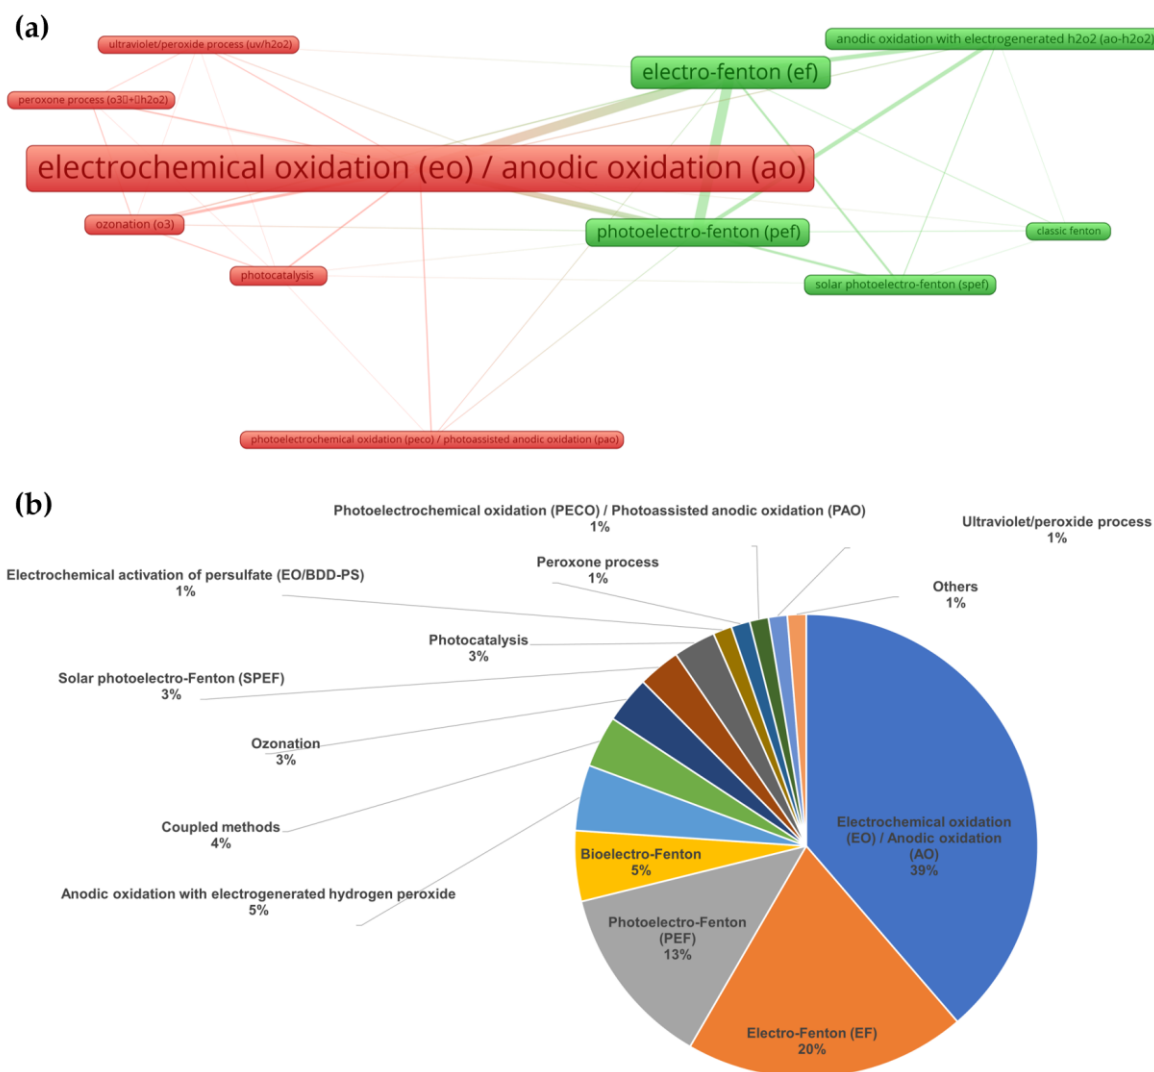 (a)
ultraviolet/peroxide process (uv/h2o2)
anodic oxidation with electrogenerated h2o2 (ao-h2o2)
electro-fenton (ef)
peroxone process (o3▯+▯h2o2)
electrochemical oxidation (eo) / anodic oxidation (ao)
ozonation (o3)
photoelectro-fenton (pef)
classic fenton
photocatalysis
solar photoelectro-fenton (spef)
photoelectrochemical oxidation (peco) / photoassisted anodic oxidation (pao)
(b)
Photoelectrochemical oxidation (PECO) / Photoassisted anodic oxidation (PAO)
1%
Ultraviolet/peroxide process
1%
Peroxone process
1%
Electrochemical activation of persulfate (EO/BDD-PS)
1%
Others
1%
Photocatalysis
3%
Solar photoelectro-Fenton (SPEF)
3%
Ozonation
3%
Coupled methods
4%
Electrochemical oxidation
(EO) / Anodic oxidation
(AO)
39%
Bioelectro-Fenton
5%
Anodic oxidation with electrogenerated hydrogen peroxide
5%
Photoelectro-Fenton
(PEF)
13%
Electro-Fenton (EF)
20%